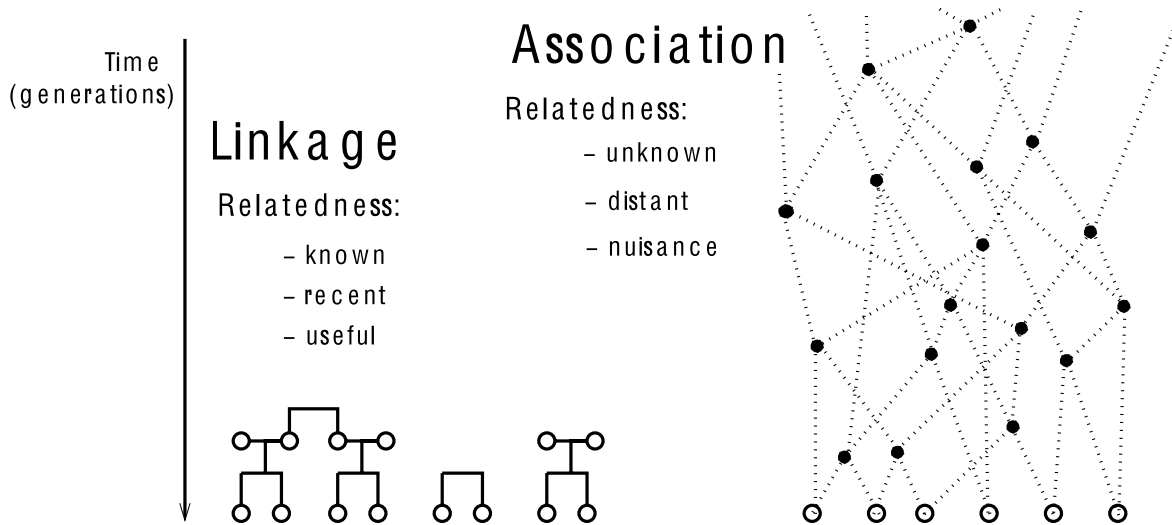 Time
(generations)
Linkage
Relatedness:
– known
– recent
– useful
Association
Relatedness:
– unknown
– distant
– nuisance